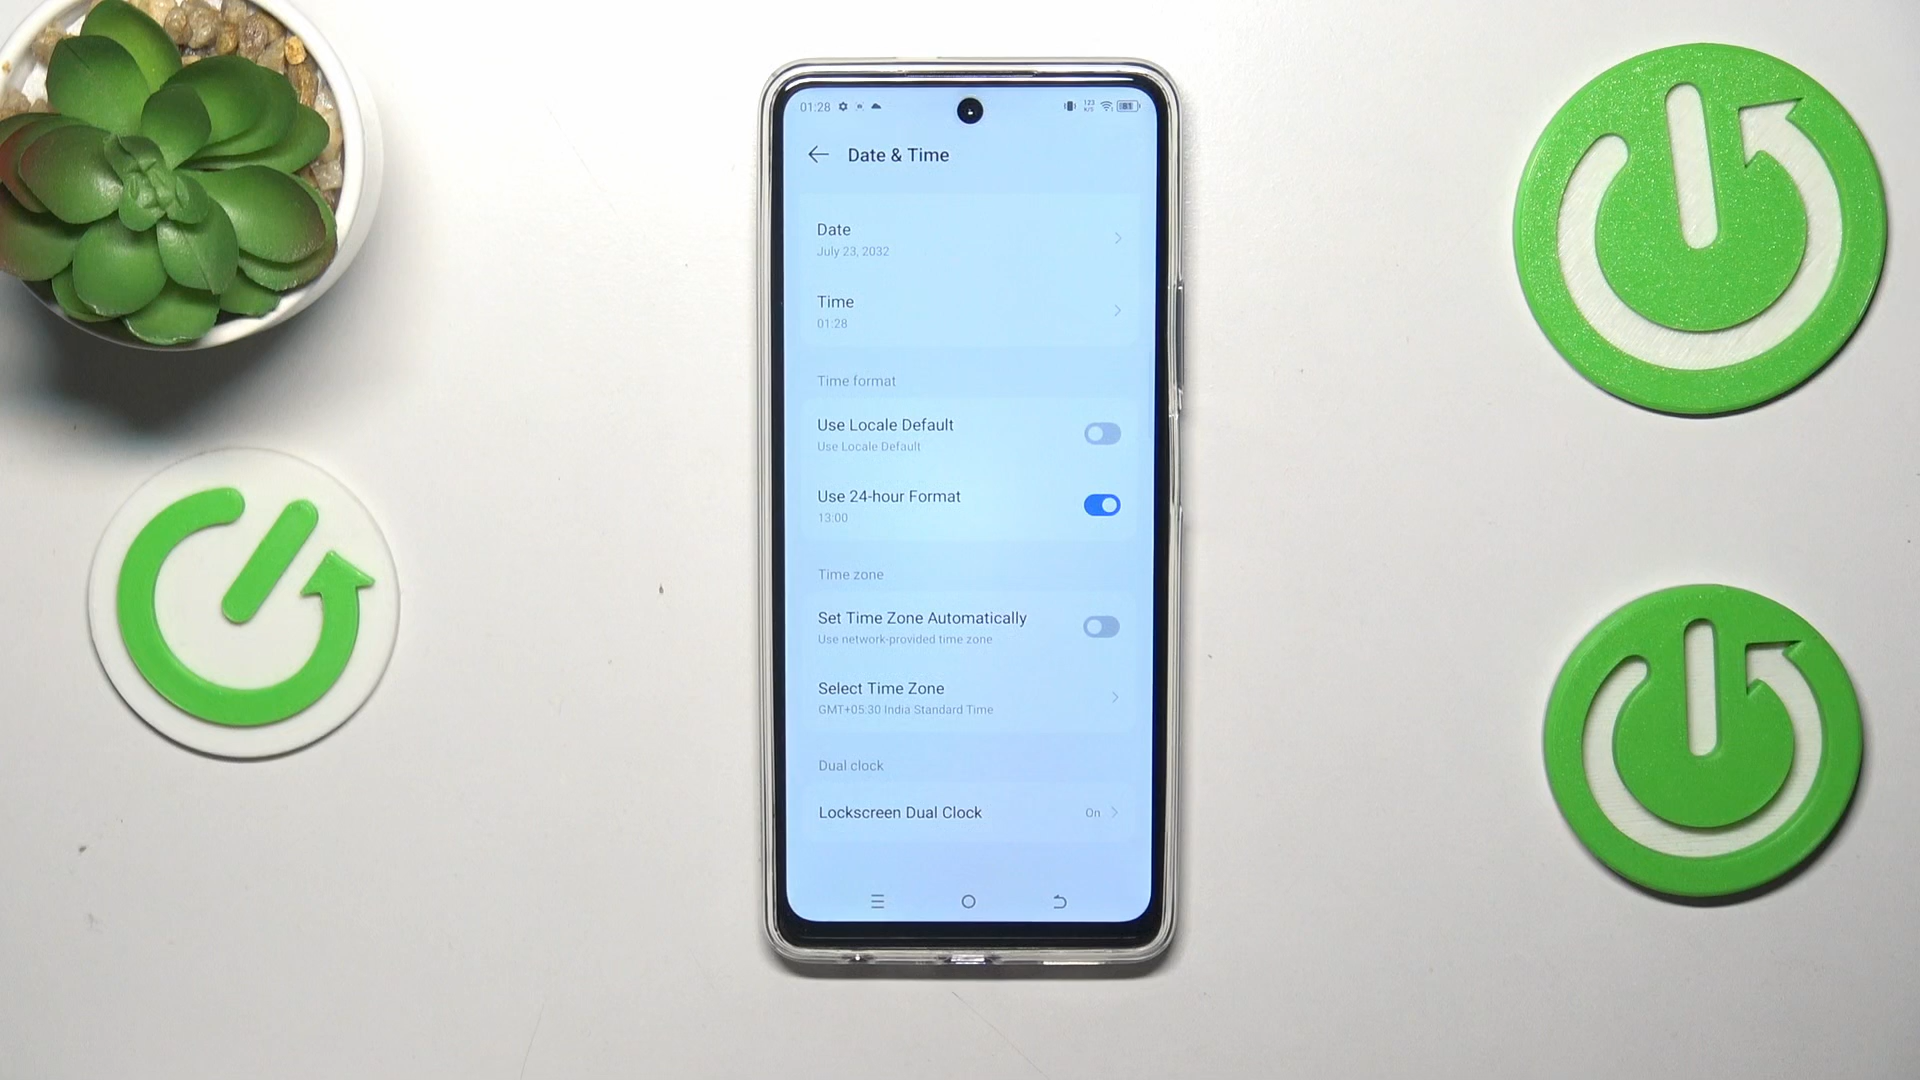 01:28
123
K/S
81
Date & Time
Date
July 23, 2032
Time
01:28
Time format
Use Locale Default
Use Locale Default
Use 24-hour Format
13:00
Time zone
Set Time Zone Automatically
Use network-provided time zone
Select Time Zone
GMT+05:30 India Standard Time
Dual clock
Lockscreen Dual Clock
On